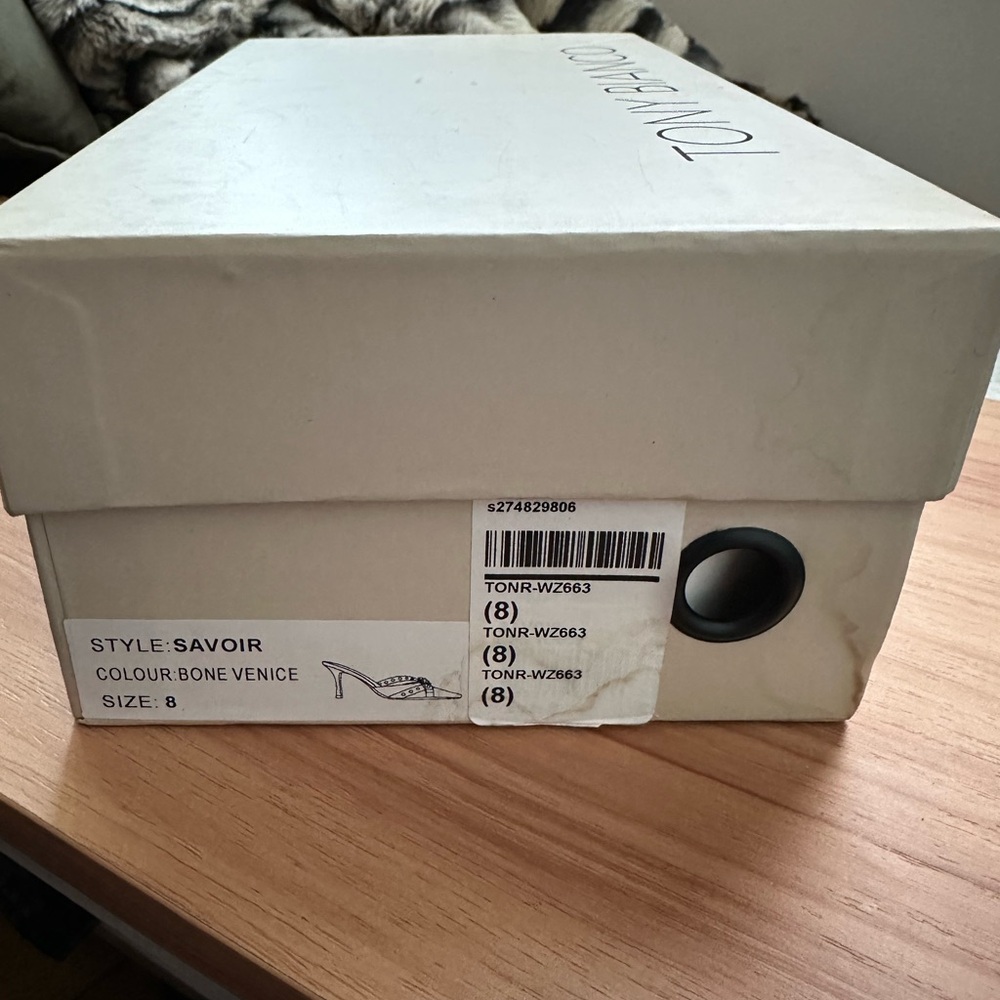 TONY BIANCO
s274829806
TONR-WZ663
(8)
TONR-WZ663
(8)
TONR-WZ663
(8)
STYLE:SAVOIR
COLOUR:BONE VENICE
SIZE: 8